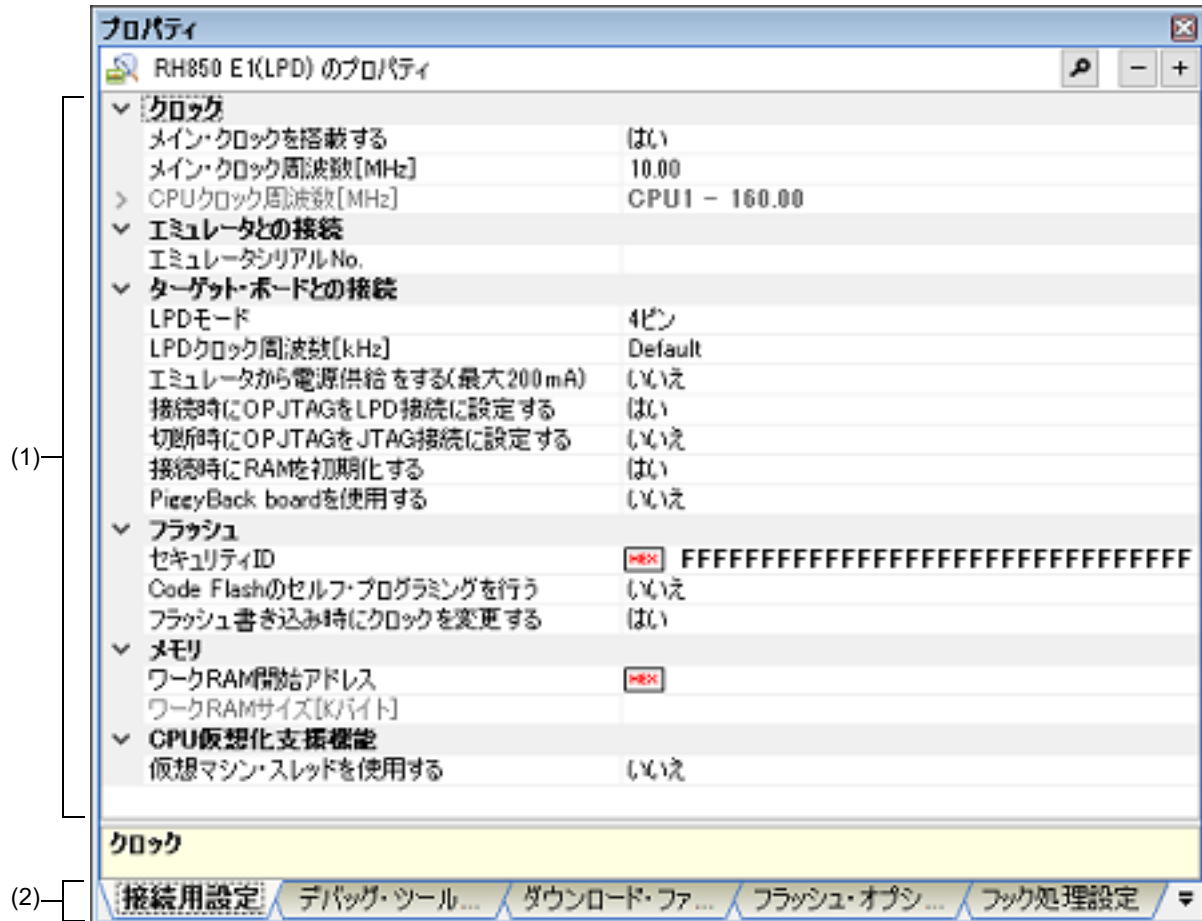 プロパティ
RH850 E1(LPD) のプロパティ
(1)
クロック
メイン・クロックを搭載する はい
メイン・クロック周波数[MHz] 10.00
CPUクロック周波数[MHz] CPU1 - 160.00
エミュレータとの接続
エミュレータシリアルNo.
ターゲット・ボードとの接続
LPDモード 4ピン
LPDクロック周波数[kHz] Default
エミュレータから電源供給をする(最大200mA) いいえ
接続時にOPJTAGをLPD接続に設定する はい
切断時にOPJTAGをJTAG接続に設定する いいえ
接続時にRAMを初期化する はい
PiggyBack boardを使用する いいえ
フラッシュ
セキュリティID HEX FFFFFFFFFFFFFFFFFFFFFFFFFFFFFFFF
Code Flashのセルフ・プログラミングを行う いいえ
フラッシュ書き込み時にクロックを変更する はい
メモリ
ワークRAM開始アドレス HEX
ワークRAMサイズ[Kバイト]
CPU仮想化支援機能
仮想マシン・スレッドを使用する いいえ
クロック
(2)
接続用設定 デバッグ・ツール... ダウンロード・ファ... フラッシュ・オプシ... フック処理設定